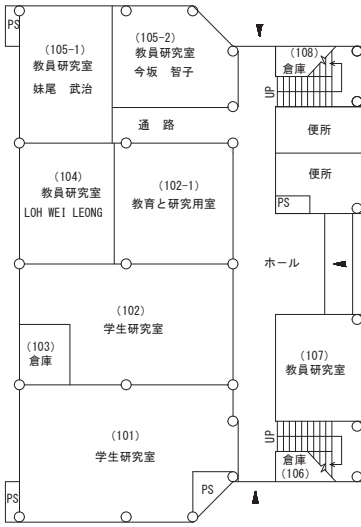 PS
(105-1)
教員研究室
妹尾　武治
(105-2)
教員研究室
今坂　智子
(108)
倉庫
UP
通　路
便所
便所
PS
(104)
教員研究室
LOH WEI LEONG
(102-1)
教育と研究用室
ホール
(102)
学生研究室
(103)
倉庫
(107)
教員研究室
(101)
学生研究室
UP
倉庫
(106)
PS
PS